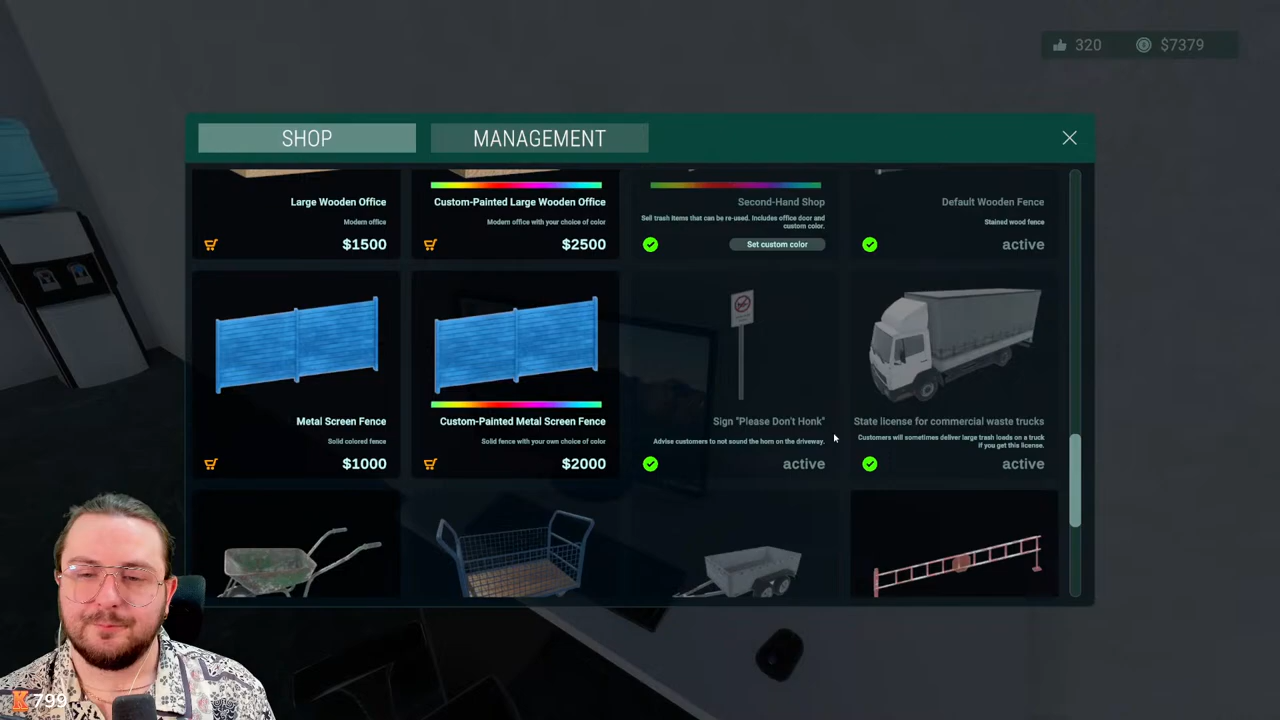 320 $7379
SHOP MANAGEMENT
Large Wooden Office
Modern office
$1500
Custom-Painted Large Wooden Office
Modern office with your choice of color
$2500
Second-Hand Shop
Sell trash items that can be re-used. Includes office door and
custom color.
Set custom color
Default Wooden Fence
Stained wood fence
active
Metal Screen Fence
Solid colored fence
$1000
Custom-Painted Metal Screen Fence
Solid fence with your own choice of color
$2000
Sign "Please Don't Honk"
Advise customers to not sound the horn on the driveway.
active
State license for commercial waste trucks
Customers will sometimes deliver large trash loads on a truck
if you get this license.
active
K 799